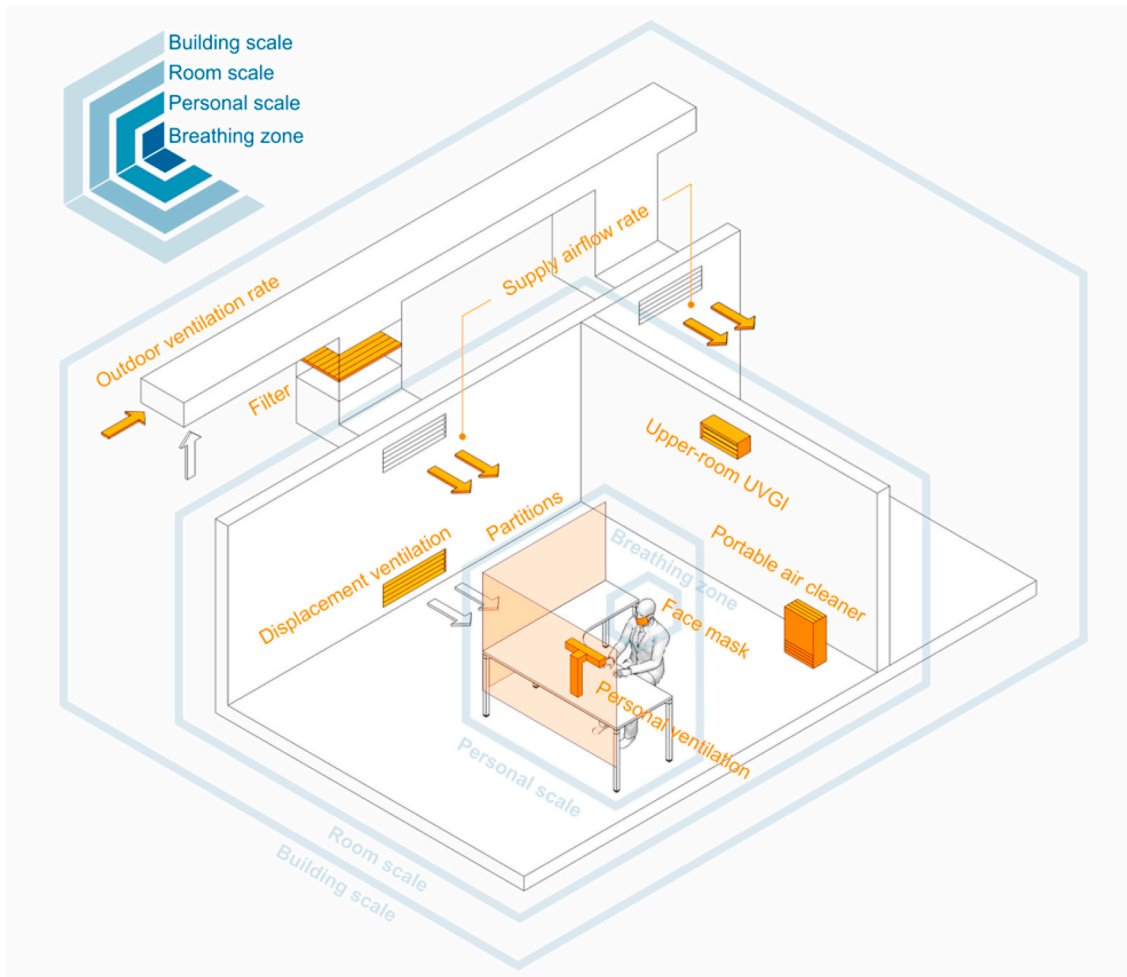 Building scale
Room scale
Personal scale
Breathing zone
Outdoor ventilation rate
Supply airflow rate
Filter
Upper-room UVGI
Partitions
Displacement ventilation
Breathing zone
Portable air cleaner
Face mask
Personal ventilation
Personal scale
Room scale
Building scale